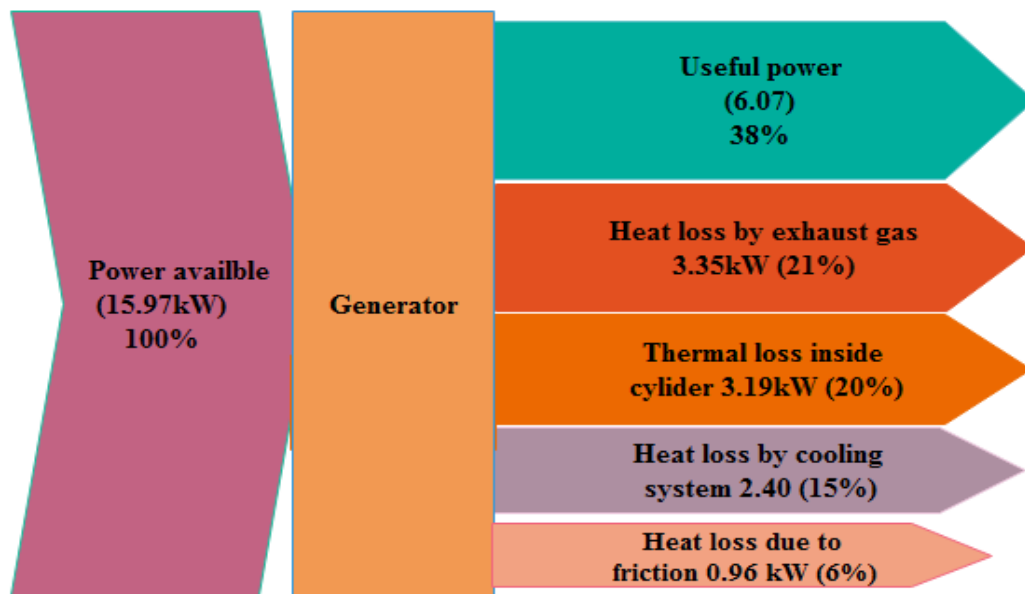 Power availble
(15.97kW)
100%
Generator
Useful power
(6.07)
38%
Heat loss by exhaust gas
3.35kW (21%)
Thermal loss inside
cylider 3.19kW (20%)
Heat loss by cooling
system 2.40 (15%)
Heat loss due to
friction 0.96 kW (6%)